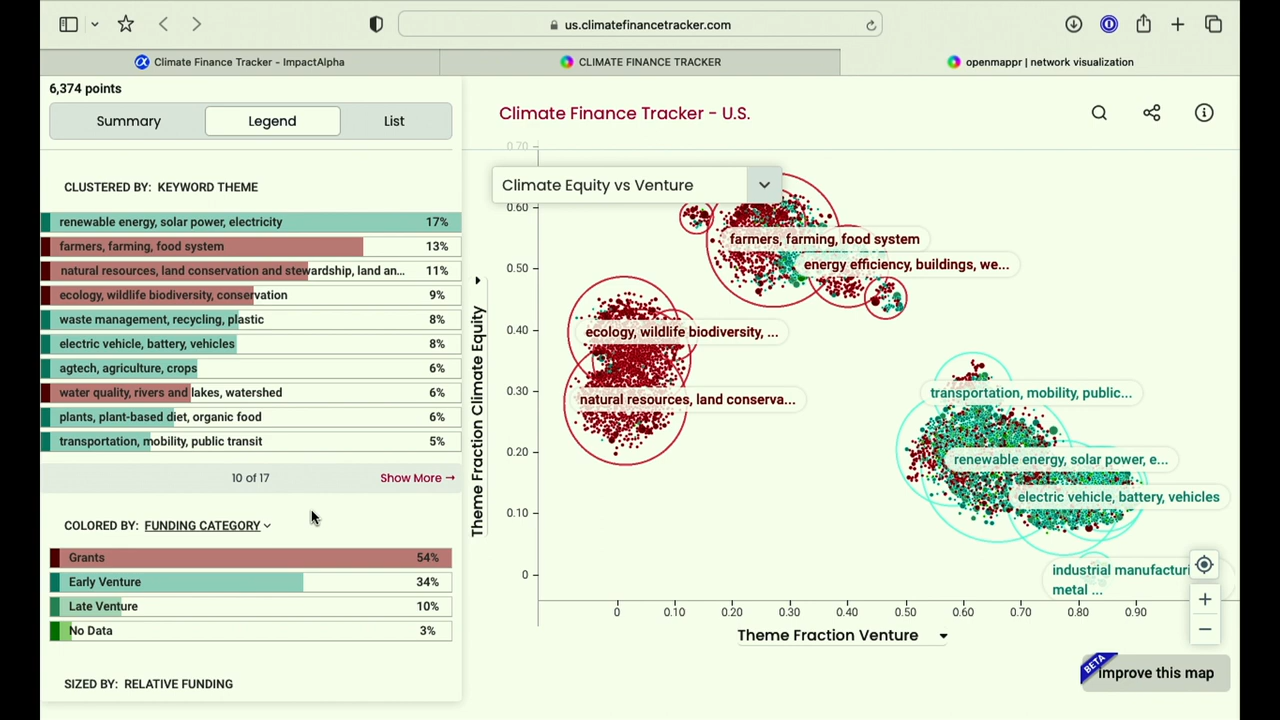 us.climatefinancetracker.com
Climate Finance Tracker - ImpactAlpha
CLIMATE FINANCE TRACKER
openmappr | network visualization
6,374 points
Summary
Legend
List
CLUSTERED BY: KEYWORD THEME
renewable energy, solar power, electricity 17%
farmers, farming, food system 13%
natural resources, land conservation and stewardship, land an... 11%
ecology, wildlife biodiversity, conservation 9%
waste management, recycling, plastic 8%
electric vehicle, battery, vehicles 8%
agtech, agriculture, crops 6%
water quality, rivers and lakes, watershed 6%
plants, plant-based diet, organic food 6%
transportation, mobility, public transit 5%
10 of 17
Show More →
COLORED BY: FUNDING CATEGORY
Grants 54%
Early Venture 34%
Late Venture 10%
No Data 3%
SIZED BY: RELATIVE FUNDING
Climate Finance Tracker - U.S.
Climate Equity vs Venture
0.70
0.60
0.50
0.40
0.30
0.20
0.10
0
Theme Fraction Climate Equity
farmers, farming, food system
energy efficiency, buildings, we...
ecology, wildlife biodiversity, ...
natural resources, land conserva...
transportation, mobility, public...
renewable energy, solar power, e...
electric vehicle, battery, vehicles
industrial manufacturi
metal ...
0 0.10 0.20 0.30 0.40 0.50 0.60 0.70 0.80 0.90
Theme Fraction Venture
+
−
BETA
Improve this map